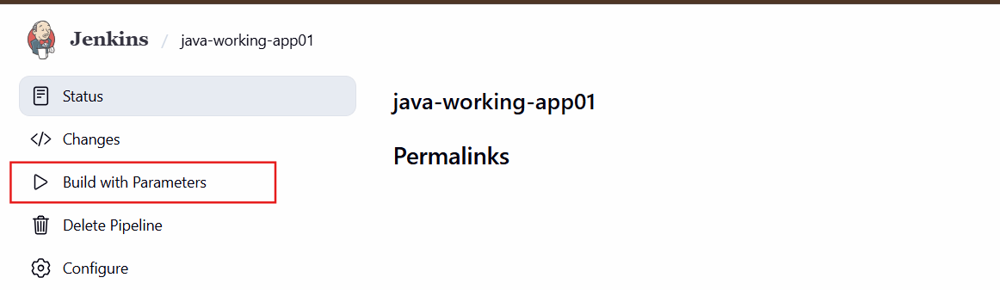 Jenkins / java-working-app01
Status
Changes
Build with Parameters
Delete Pipeline
Configure
java-working-app01
Permalinks